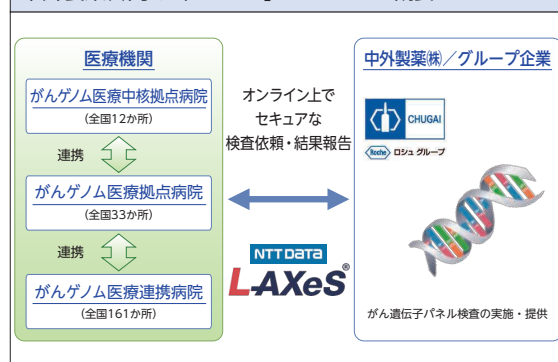 医療機関
がんゲノム医療中核拠点病院
(全国12か所)
連携
がんゲノム医療拠点病院
(全国33か所)
連携
がんゲノム医療連携病院
(全国161か所)
オンライン上で
セキュアな
検査依頼・結果報告
NTT DATA
L-AXeS®
中外製薬㈱/グループ企業
CHUGAI
Roche ロシュ グループ
がん遺伝子パネル検査の実施・提供